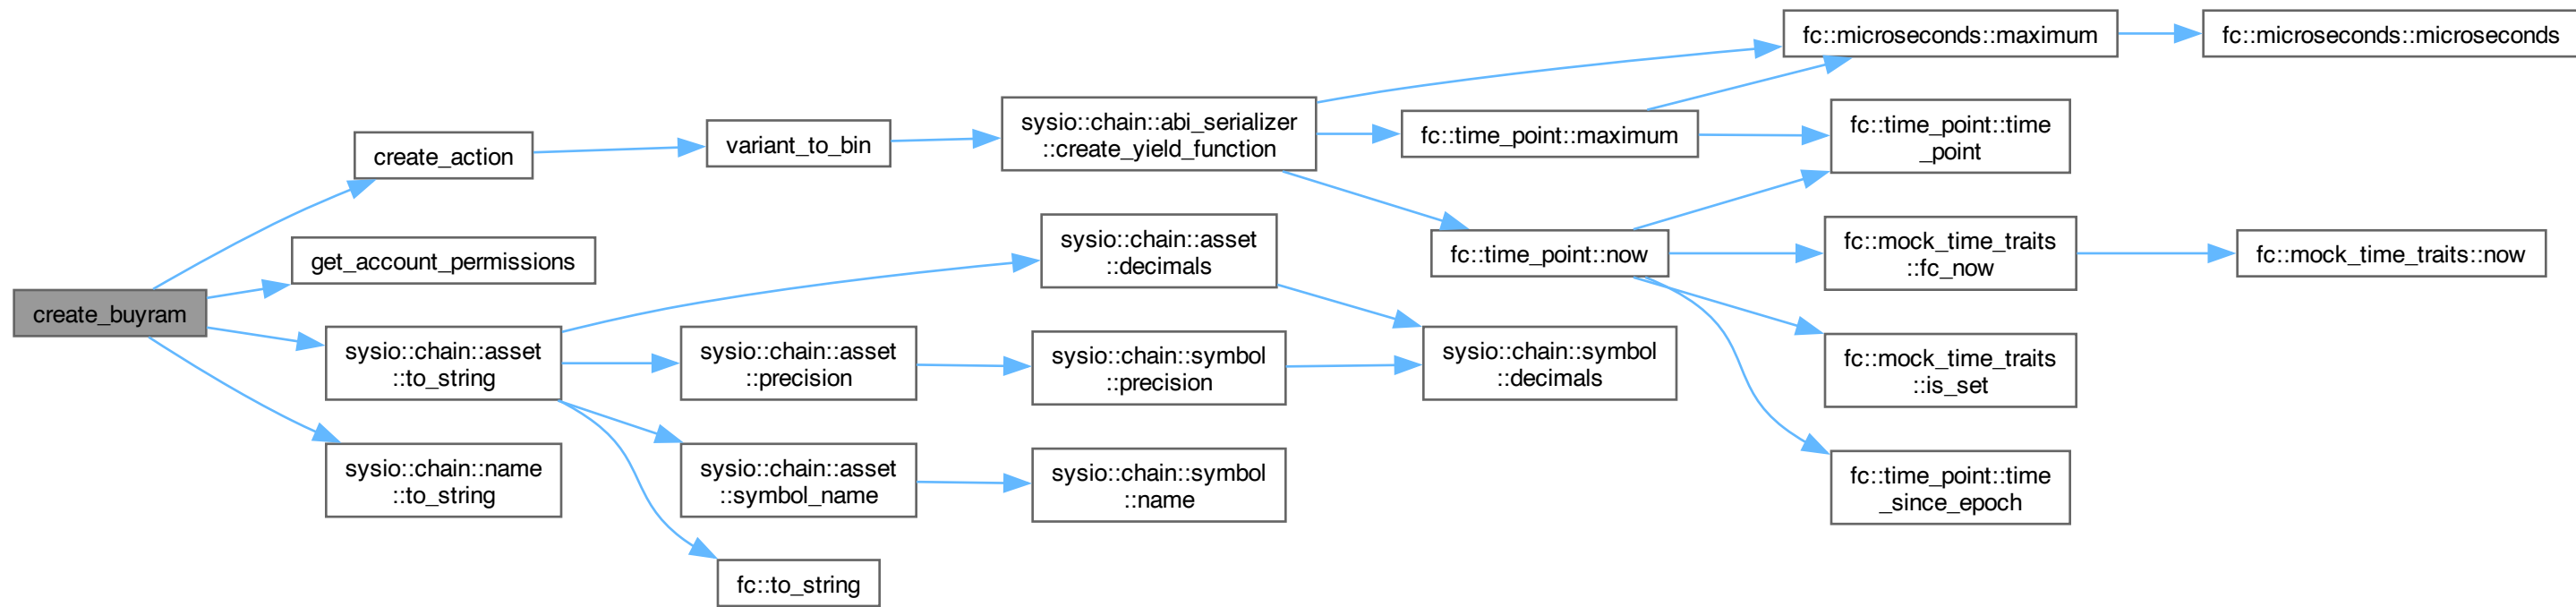 create_buyram
create_action
get_account_permissions
sysio::chain::asset
::to_string
sysio::chain::name
::to_string
variant_to_bin
sysio::chain::asset
::precision
sysio::chain::asset
::symbol_name
fc::to_string
sysio::chain::abi_serializer
::create_yield_function
sysio::chain::asset
::decimals
sysio::chain::symbol
::precision
sysio::chain::symbol
::name
fc::time_point::maximum
fc::time_point::now
sysio::chain::symbol
::decimals
fc::microseconds::maximum
fc::time_point::time
_point
fc::mock_time_traits
::fc_now
fc::mock_time_traits
::is_set
fc::time_point::time
_since_epoch
fc::microseconds::microseconds
fc::mock_time_traits::now